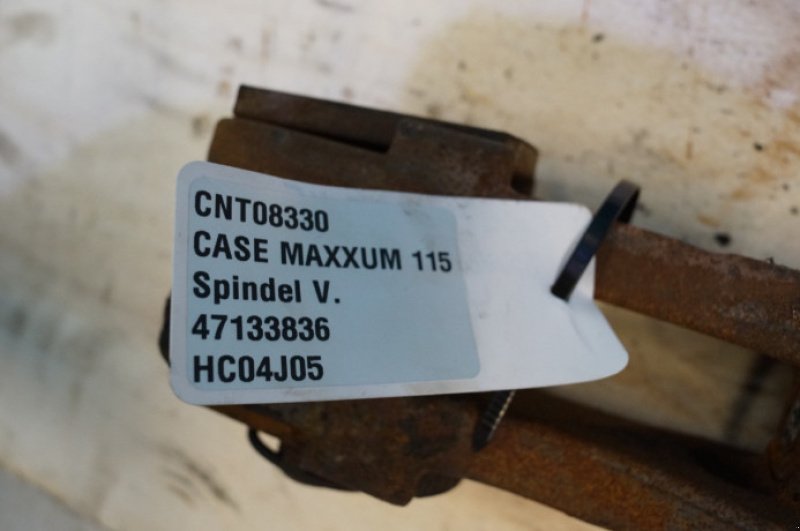 CNT08330
CASE MAXXUM 115
Spindel V.
47133836
HC04J05